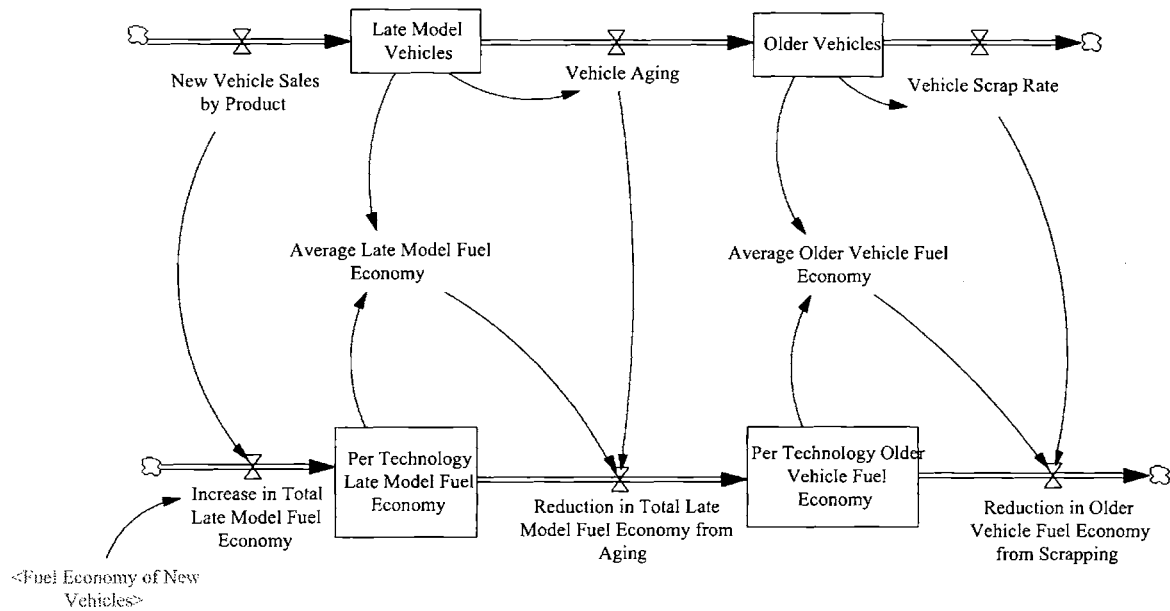 Late Model
Vehicles
Older Vehicles
New Vehicle Sales
by Product
Vehicle Aging
Vehicle Scrap Rate
Average Late Model Fuel
Economy
Average Older Vehicle Fuel
Economy
Per Technology
Late Model Fuel
Economy
Per Technology Older
Vehicle Fuel
Economy
Increase in Total
Late Model Fuel
Economy
Reduction in Total Late
Model Fuel Economy from
Aging
Reduction in Older
Vehicle Fuel Economy
from Scrapping
<Fuel Economy of New
Vehicles>